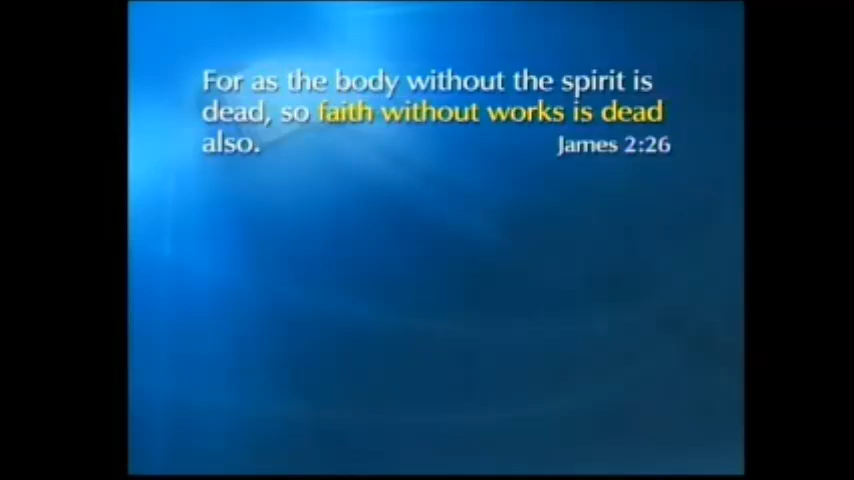 For as the body without the spirit is
dead, so faith without works is dead
also.
James 2:26